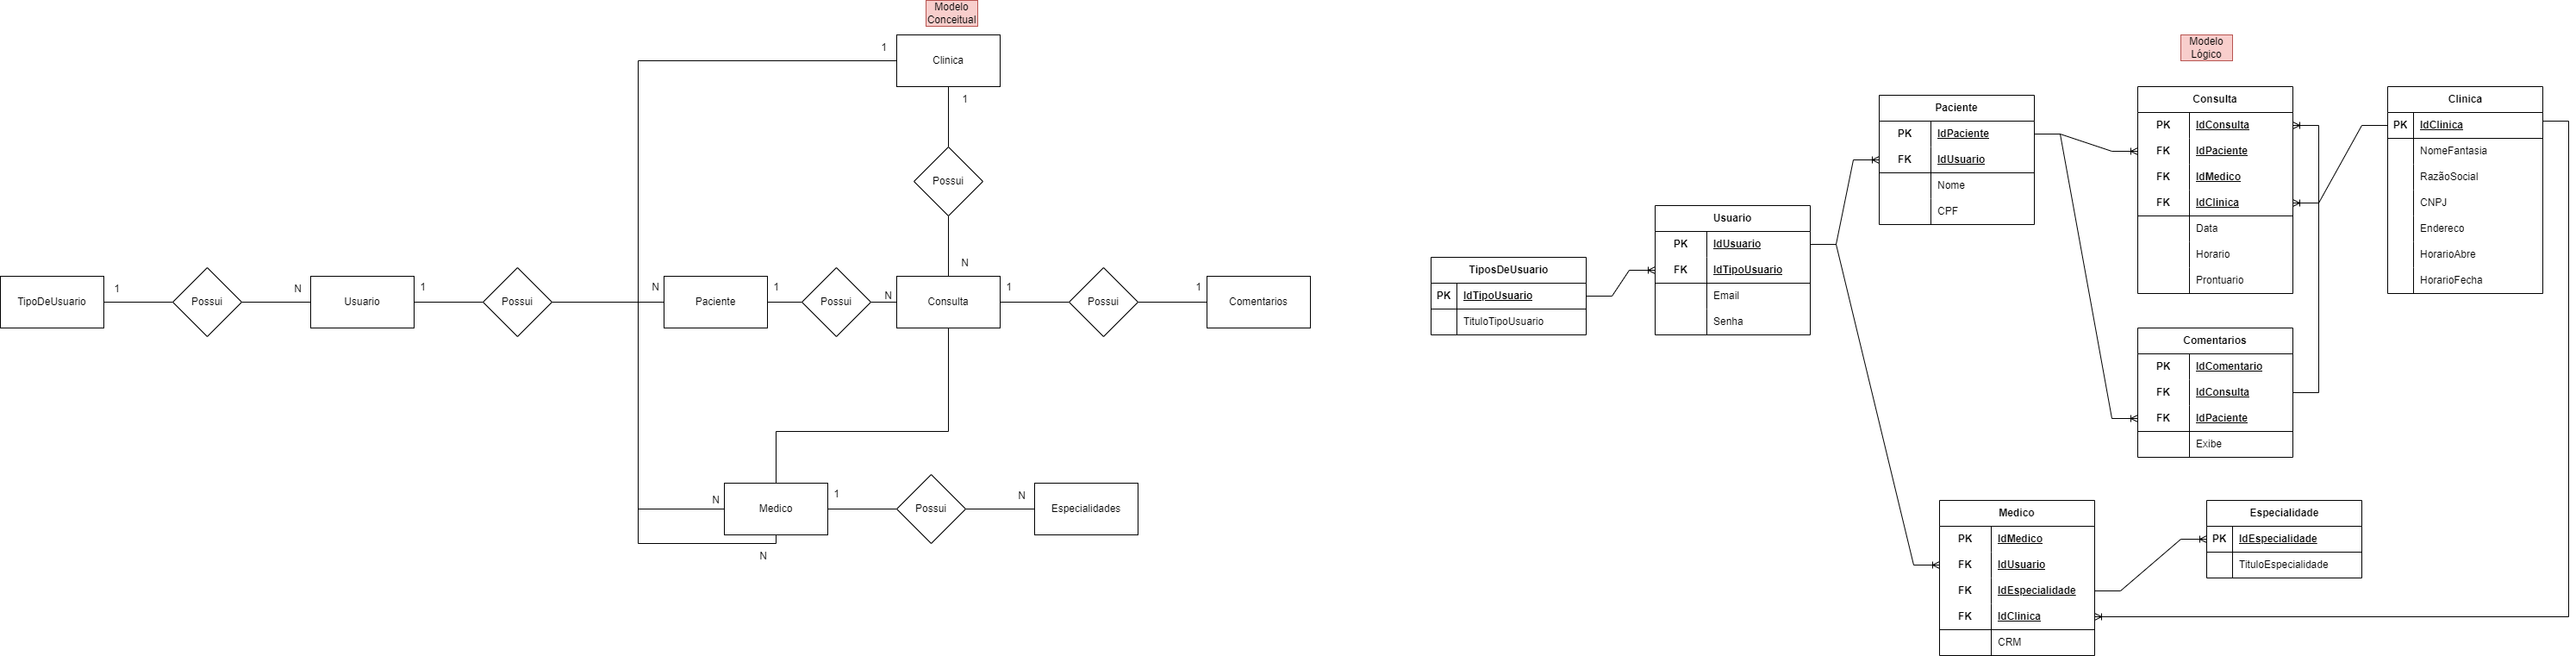 Modelo
Conceitual
1
Clinica
1
Possui
N
TipoDeUsuario
1
Possui
N
Usuario
1
Possui
N
Paciente
1
Possui
N
Consulta
1
Possui
1
Comentarios
N
Medico
1
Possui
N
Especialidades
N
Modelo
Lógico
TiposDeUsuario
PK IdTipoUsuario
TituloTipoUsuario
Usuario
PK IdUsuario
FK IdTipoUsuario
Email
Senha
Paciente
PK IdPaciente
FK IdUsuario
Nome
CPF
Consulta
PK IdConsulta
FK IdPaciente
FK IdMedico
FK IdClinica
Data
Horario
Prontuario
Clinica
PK IdClinica
NomeFantasia
RazãoSocial
CNPJ
Endereco
HorarioAbre
HorarioFecha
Comentarios
PK IdComentario
FK IdConsulta
FK IdPaciente
Exibe
Medico
PK IdMedico
FK IdUsuario
FK IdEspecialidade
FK IdClinica
CRM
Especialidade
PK IdEspecialidade
TituloEspecialidade